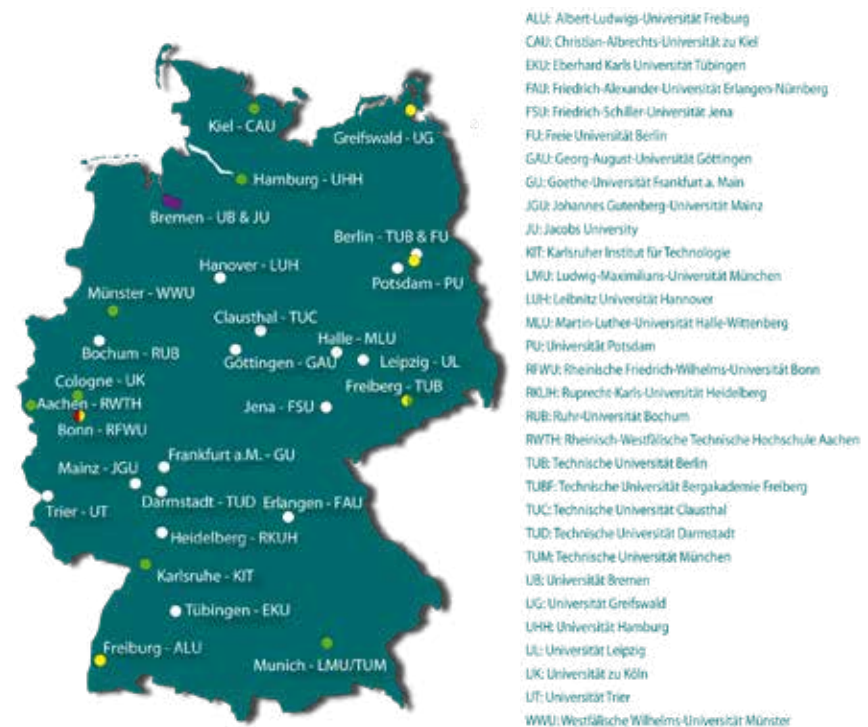 Kiel - CAU
Greifswald - UG
Hamburg - UHH
Bremen - UB & JU
Berlin - TUB & FU
Hanover - LUH
Potsdam - PU
Münster - WWU
Clausthal - TUC
Halle - MLU
Bochum - RUB
Göttingen - GAU
Leipzig - UL
Cologne - UK
Freiberg - TUB
Aachen - RWTH
Jena - FSU
Bonn - RFWU
Frankfurt a.M. - GU
Mainz - JGU
Darmstadt - TUD
Erlangen - FAU
Trier - UT
Heidelberg - RKUH
Karlsruhe - KIT
Tübingen - EKU
Freiburg - ALU
Munich - LMU/TUM
ALU: Albert-Ludwigs-Universität Freiburg
CAU: Christian-Albrechts-Universität zu Kiel
EKU: Eberhard Karls Universität Tübingen
FAU: Friedrich-Alexander-Universität Erlangen-Nürnberg
FSU: Friedrich-Schiller-Universität Jena
FU: Freie Universität Berlin
GAU: Georg-August-Universität Göttingen
GU: Goethe-Universität Frankfurt a. Main
JGU: Johannes Gutenberg-Universität Mainz
JU: Jacobs University
KIT: Karlsruher Institut für Technologie
LMU: Ludwig-Maximilians-Universität München
LUH: Leibnitz Universität Hannover
MLU: Martin-Luther-Universität Halle-Wittenberg
PU: Universität Potsdam
RFWU: Rheinische Friedrich-Wilhelms-Universität Bonn
RKUH: Ruprecht-Karls-Universität Heidelberg
RUB: Ruhr-Universität Bochum
RWTH: Rheinisch-Westfälische Technische Hochschule Aachen
TUB: Technische Universität Berlin
TUBF: Technische Universität Bergakademie Freiberg
TUC: Technische Universität Clausthal
TUD: Technische Universität Darmstadt
TUM: Technische Universität München
UB: Universität Bremen
UG: Universität Greifswald
UHH: Universität Hamburg
UL: Universität Leipzig
UK: Universität zu Köln
UT: Universität Trier
WWU: Westfälische Wilhelms-Universität Münster